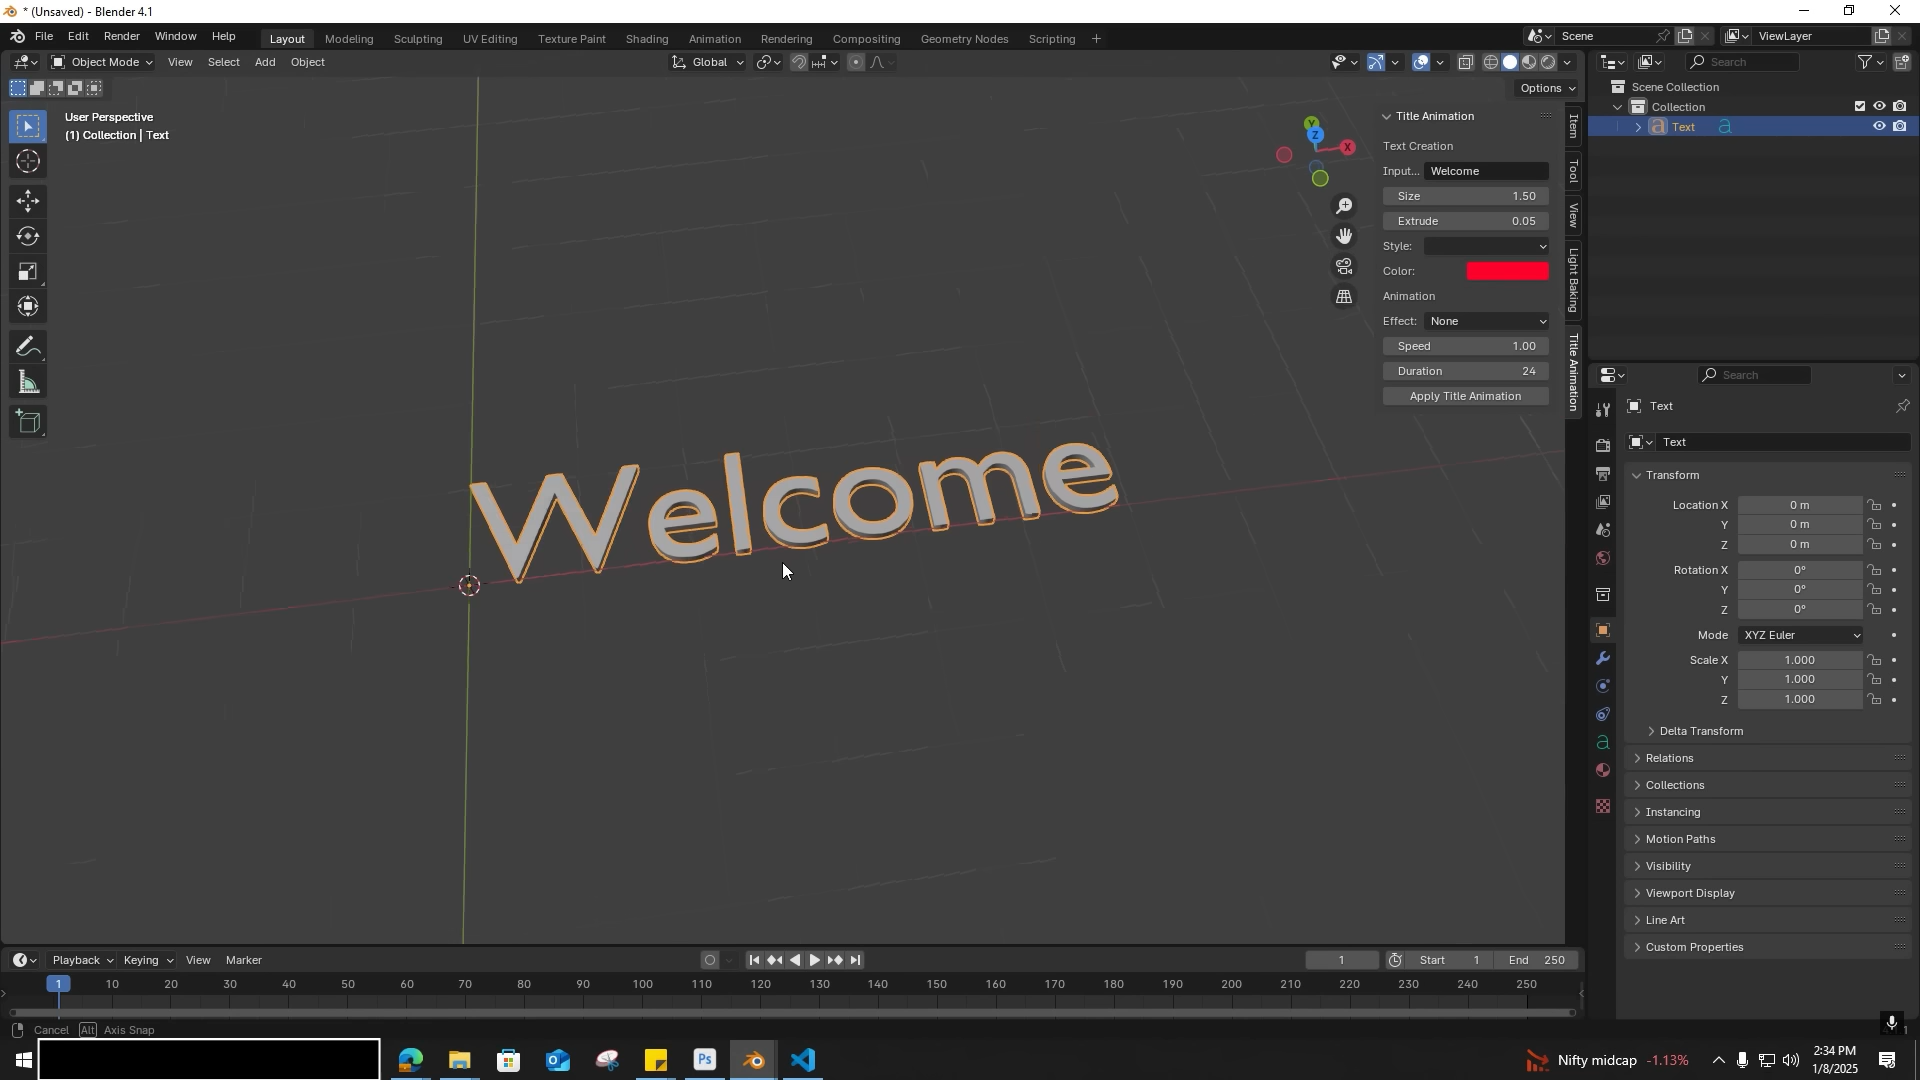 * (Unsaved) - Blender 4.1
File Edit Render Window Help
Layout Modeling Sculpting UV Editing Texture Paint Shading Animation Rendering Compositing Geometry Nodes Scripting +
Scene
ViewLayer
Object Mode View Select Add Object
Global
Search
Options
User Perspective
(1) Collection | Text
Scene Collection
Collection
Text
Y
Z
X
Title Animation
Text Creation
Input... Welcome
Size 1.50
Extrude 0.05
Style:
Color:
Animation
Effect: None
Speed 1.00
Duration 24
Apply Title Animation
Item
Tool
View
Light Baking
Title Animation
Welcome
Search
Text
Text
Transform
Location X 0 m
Y 0 m
Z 0 m
Rotation X 0°
Y 0°
Z 0°
Mode XYZ Euler
Scale X 1.000
Y 1.000
Z 1.000
Delta Transform
Relations
Collections
Instancing
Motion Paths
Visibility
Viewport Display
Line Art
Custom Properties
Playback Keying View Marker
1 Start 1 End 250
1 10 20 30 40 50 60 70 80 90 100 110 120 130 140 150 160 170 180 190 200 210 220 230 240 250
Cancel Alt Axis Snap
Ps
Nifty midcap -1.13%
2:34 PM
1/8/2025